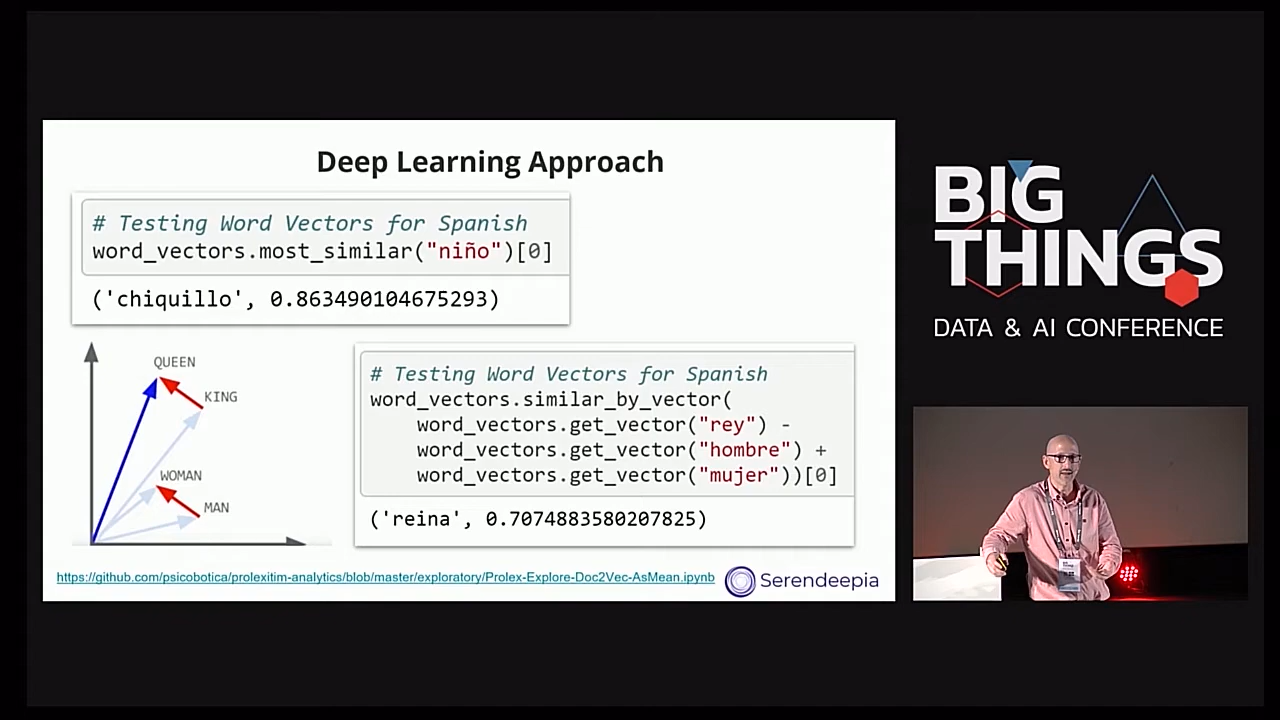 Deep Learning Approach
# Testing Word Vectors for Spanish
word_vectors.most_similar("niño")[0]
('chiquillo', 0.863490104675293)
QUEEN
KING
WOMAN
MAN
# Testing Word Vectors for Spanish
word_vectors.similar_by_vector(
word_vectors.get_vector("rey") -
word_vectors.get_vector("hombre") +
word_vectors.get_vector("mujer"))[0]
('reina', 0.7074883580207825)
https://github.com/psicobotica/prolexitim-analytics/blob/master/exploratory/Prolex-Explore-Doc2Vec-AsMean.ipynb
Serendeepia
BIG
THINGS
DATA & AI CONFERENCE